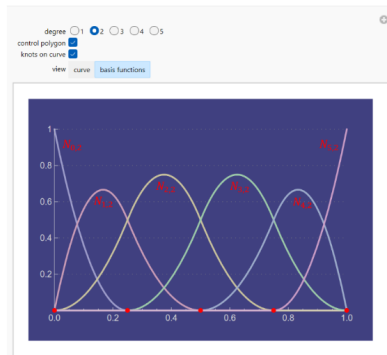 degree 1 2 3 4 5
control polygon
knots on curve
view curve basis functions
1
0.8
0.6
0.4
0.2
0.0 0.2 0.4 0.6 0.8 1.0